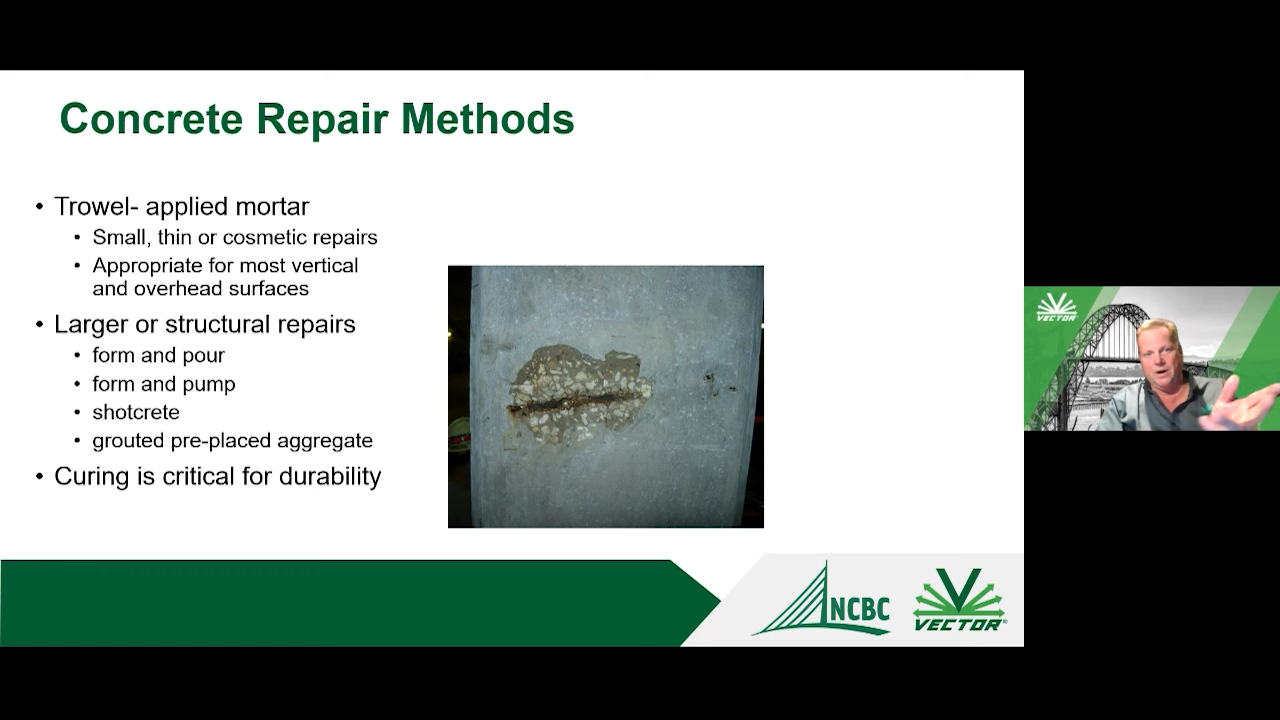 Concrete Repair Methods
• Trowel- applied mortar
• Small, thin or cosmetic repairs
• Appropriate for most vertical
and overhead surfaces
• Larger or structural repairs
• form and pour
• form and pump
• shotcrete
• grouted pre-placed aggregate
• Curing is critical for durability
NCBC
VECTOR®
VECTOR